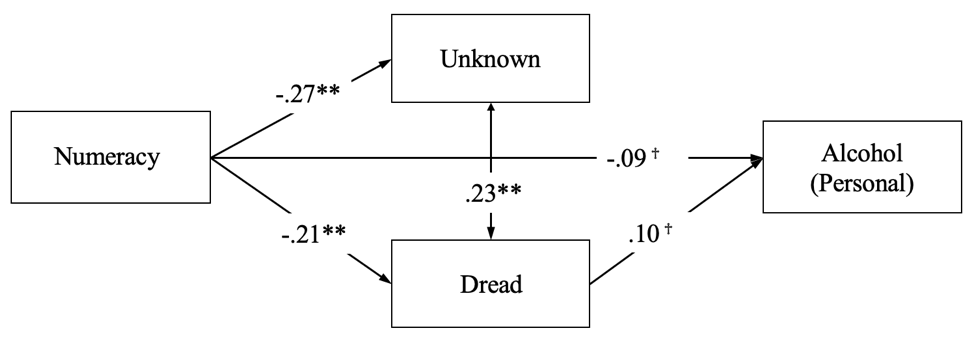 Unknown
-.27**
Numeracy
-.09 †
Alcohol
(Personal)
.23**
-.21**
.10 †
Dread